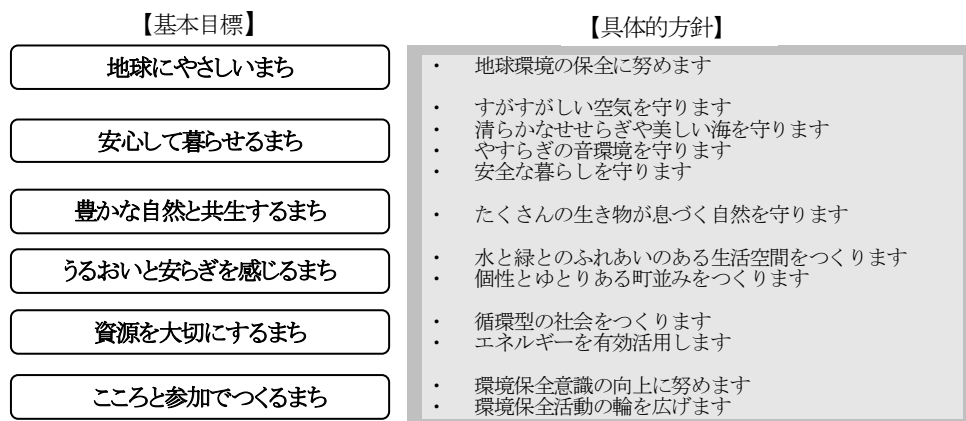 【基本目標】
【具体的方針】
地球にやさしいまち
・ 地球環境の保全に努めます
安心して暮らせるまち
・ すがすがしい空気を守ります
・ 清らかなせせらぎや美しい海を守ります
・ やすらぎの音環境を守ります
・ 安全な暮らしを守ります
豊かな自然と共生するまち
・ たくさんの生き物が息づく自然を守ります
うるおいと安らぎを感じるまち
・ 水と緑とのふれあいのある生活空間をつくります
・ 個性とゆとりある町並みをつくります
資源を大切にするまち
・ 循環型の社会をつくります
・ エネルギーを有効活用します
こころと参加でつくるまち
・ 環境保全意識の向上に努めます
・ 環境保全活動の輪を広げます